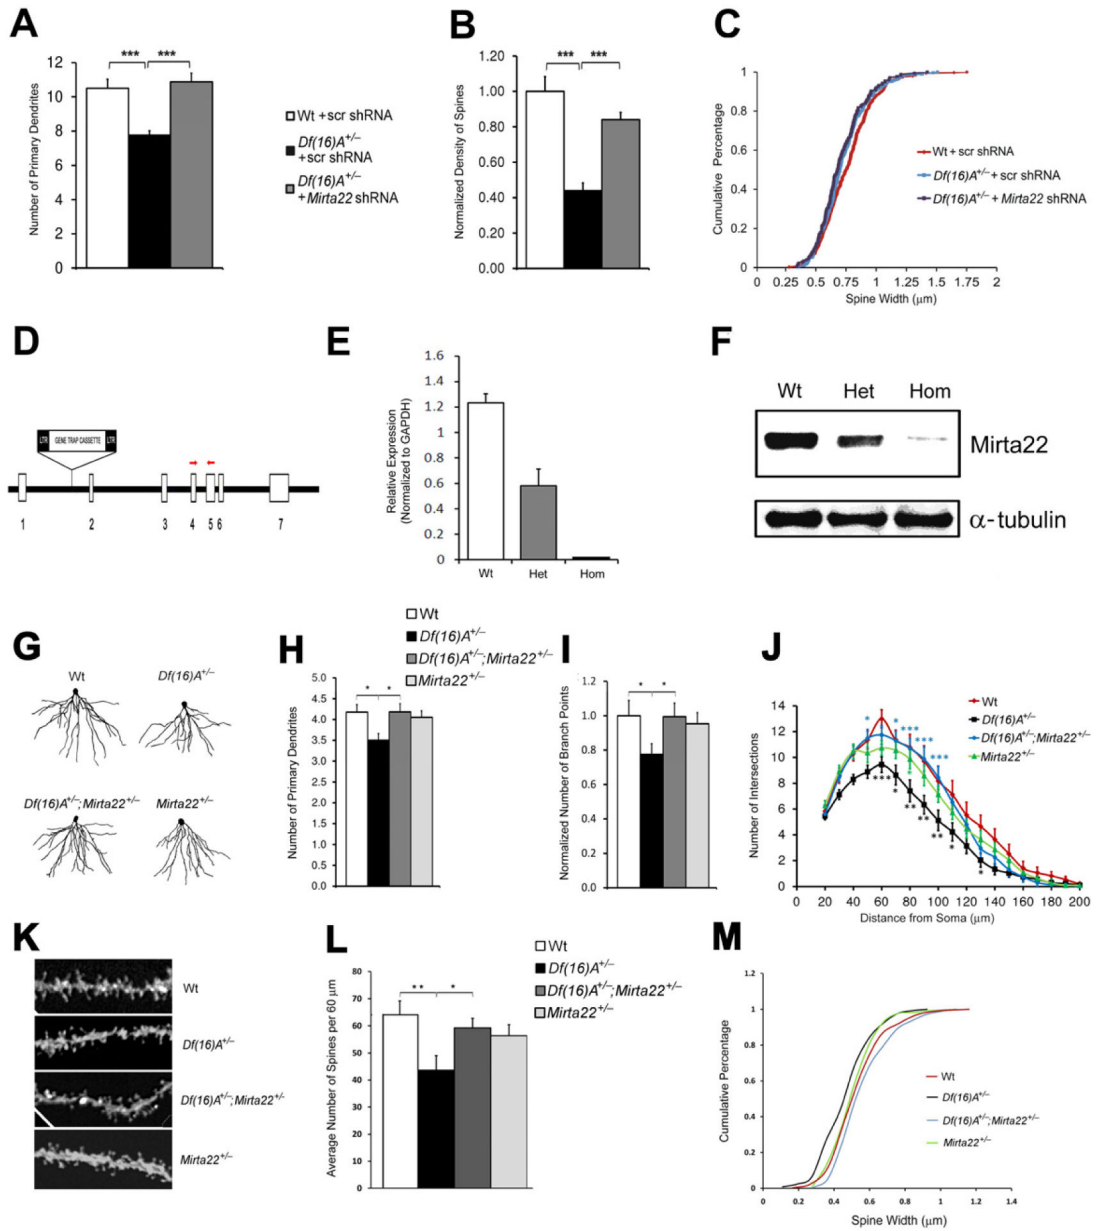 A
12
10
8
6
4
2
0
Number of Primary Dendrites
*** ***
Wt +scr shRNA
Df(16)A+/–
+scr shRNA
Df(16)A+/–
+Mirta22 shRNA
B
1.20
1.00
0.80
0.60
0.40
0.20
0.00
Normalized Density of Spines
*** ***
C
1
0.8
0.6
0.4
0.2
0
Cumulative Percentage
0 0.25 0.5 0.75 1 1.25 1.5 1.75 2
Spine Width (μm)
Wt + scr shRNA
Df(16)A+/– + scr shRNA
Df(16)A+/– + Mirta22 shRNA
D
LTR GENE TRAP CASSETTE LTR
1 2 3 4 5 6 7
E
1.6
1.4
1.2
1
0.8
0.6
0.4
0.2
0
Relative Expression
(Normalized to GAPDH)
Wt Het Hom
F
Wt Het Hom
Mirta22
α-tubulin
G
Wt Df(16)A+/–
Df(16)A+/–;Mirta22+/– Mirta22+/–
Wt
Df(16)A+/–
Df(16)A+/–;Mirta22+/–
Mirta22+/–
H
5.0
4.5
4.0
3.5
3.0
2.5
2.0
1.5
1.0
0.5
0.0
Number of Primary Dendrites
* *
I
1.2
1.0
0.8
0.6
0.4
0.2
0.0
Normalized Number of Branch Points
* *
J
14
12
10
8
6
4
2
0
Number of Intersections
0 20 40 60 80 100 120 140 160 180 200
Distance from Soma (μm)
* * *** *** ***
*
*** * ** ** ** * *
Wt
Df(16)A+/–
Df(16)A+/–;Mirta22+/–
Mirta22+/–
K
Wt
Df(16)A+/–
Df(16)A+/–;Mirta22+/–
Mirta22+/–
L
80
70
60
50
40
30
20
10
0
Average Number of Spines per 60 μm
** *
Wt
Df(16)A+/–
Df(16)A+/–;Mirta22+/–
Mirta22+/–
M
1.2
1
0.8
0.6
0.4
0.2
0
Cumulative Percentage
0 0.2 0.4 0.6 0.8 1 1.2 1.4
Spine Width (μm)
Wt
Df(16)A+/–
Df(16)A+/–;Mirta22+/–
Mirta22+/–